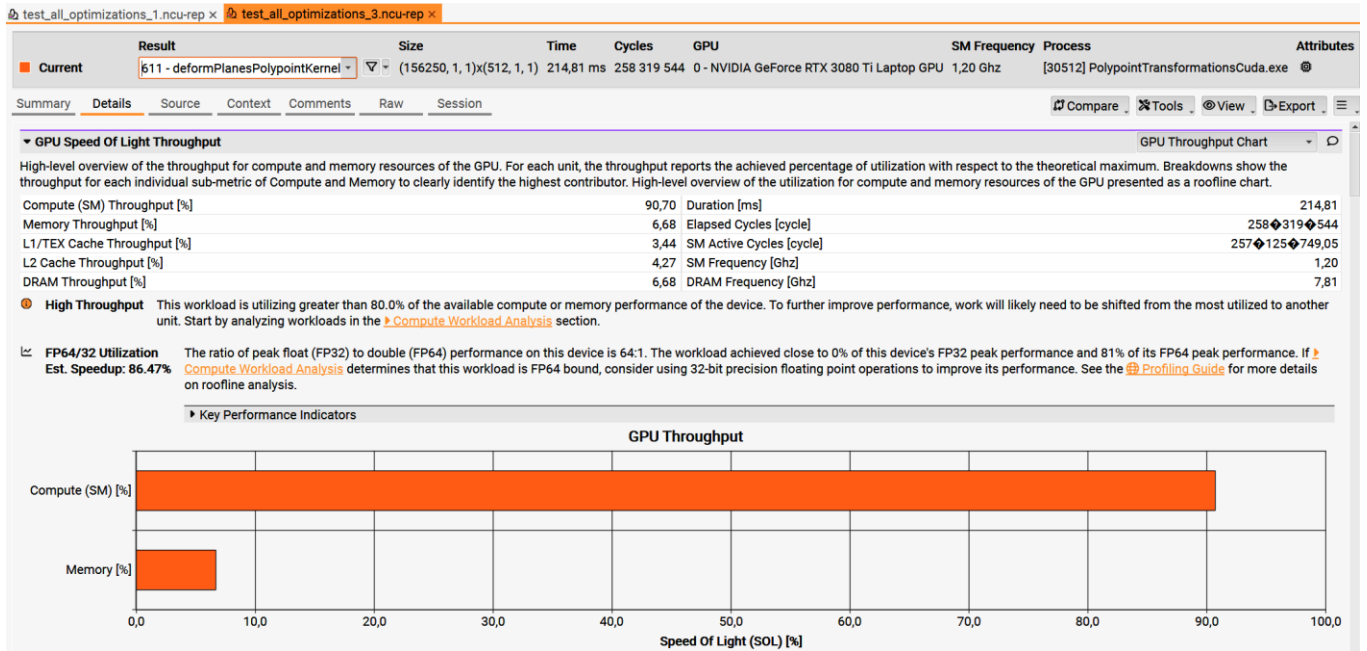 test_all_optimizations_1.ncu-rep × test_all_optimizations_3.ncu-rep ×
Result Size Time Cycles GPU SM Frequency Process Attributes
Current 611 - deformPlanesPolypointKernel (156250, 1, 1)x(512, 1, 1) 214,81 ms 258 319 544 0 - NVIDIA GeForce RTX 3080 Ti Laptop GPU 1,20 Ghz [30512] PolypointTransformationsCuda.exe
Summary Details Source Context Comments Raw Session Compare Tools View Export
GPU Speed Of Light Throughput GPU Throughput Chart
High-level overview of the throughput for compute and memory resources of the GPU. For each unit, the throughput reports the achieved percentage of utilization with respect to the theoretical maximum. Breakdowns show the
throughput for each individual sub-metric of Compute and Memory to clearly identify the highest contributor. High-level overview of the utilization for compute and memory resources of the GPU presented as a roofline chart.
Compute (SM) Throughput [%] 90,70 Duration [ms] 214,81
Memory Throughput [%] 6,68 Elapsed Cycles [cycle] 258�319�544
L1/TEX Cache Throughput [%] 3,44 SM Active Cycles [cycle] 257�125�749,05
L2 Cache Throughput [%] 4,27 SM Frequency [Ghz] 1,20
DRAM Throughput [%] 6,68 DRAM Frequency [Ghz] 7,81
High Throughput This workload is utilizing greater than 80.0% of the available compute or memory performance of the device. To further improve performance, work will likely need to be shifted from the most utilized to another
unit. Start by analyzing workloads in the Compute Workload Analysis section.
FP64/32 Utilization The ratio of peak float (FP32) to double (FP64) performance on this device is 64:1. The workload achieved close to 0% of this device's FP32 peak performance and 81% of its FP64 peak performance. If
Est. Speedup: 86.47% Compute Workload Analysis determines that this workload is FP64 bound, consider using 32-bit precision floating point operations to improve its performance. See the Profiling Guide for more details
on roofline analysis.
Key Performance Indicators
GPU Throughput
Compute (SM) [%]
Memory [%]
0,0 10,0 20,0 30,0 40,0 50,0 60,0 70,0 80,0 90,0 100,0
Speed Of Light (SOL) [%]